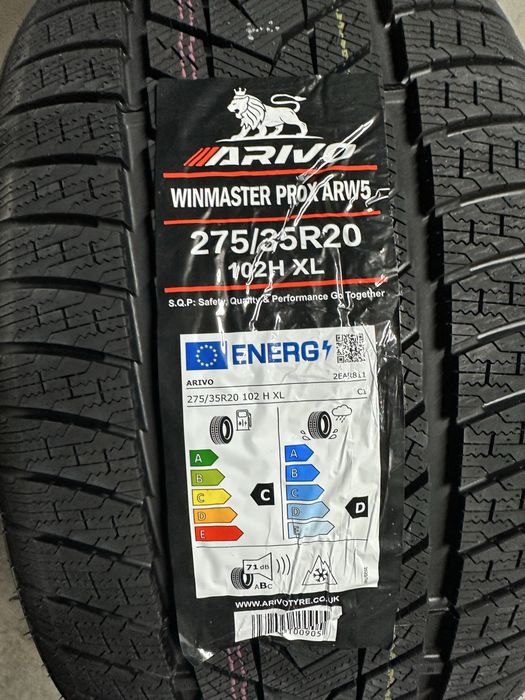 ARIVO
WINMASTER PROX ARW5
275/35R20
102H XL
S.Q.P: Safety, Quality & Performance Go Together
ENERG
ARIVO 2EARB11
275/35R20 102 H XL C1
A A
B B
C C C
D D D
E E
71 dB
ABC
WWW.ARIVOTYRE.CO.UK